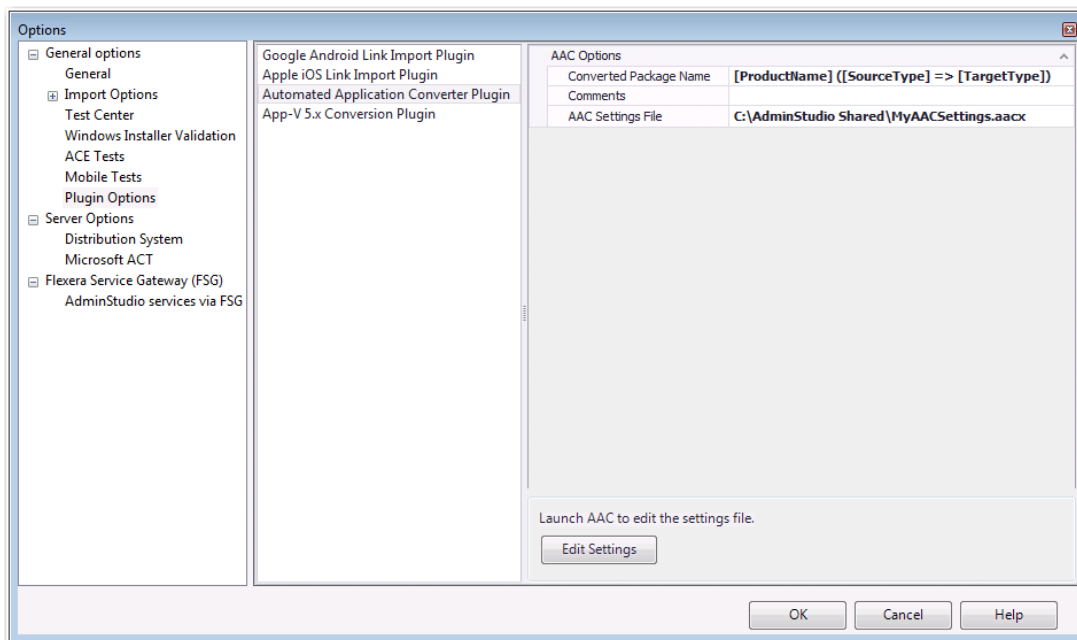 Options
General options
General
Import Options
Test Center
Windows Installer Validation
ACE Tests
Mobile Tests
Plugin Options
Server Options
Distribution System
Microsoft ACT
Flexera Service Gateway (FSG)
AdminStudio services via FSG
Google Android Link Import Plugin
Apple iOS Link Import Plugin
Automated Application Converter Plugin
App-V 5.x Conversion Plugin
AAC Options
Converted Package Name [ProductName] ([SourceType] => [TargetType])
Comments
AAC Settings File C:\AdminStudio Shared\MyAACSettings.aacx
Launch AAC to edit the settings file.
Edit Settings
OK Cancel Help